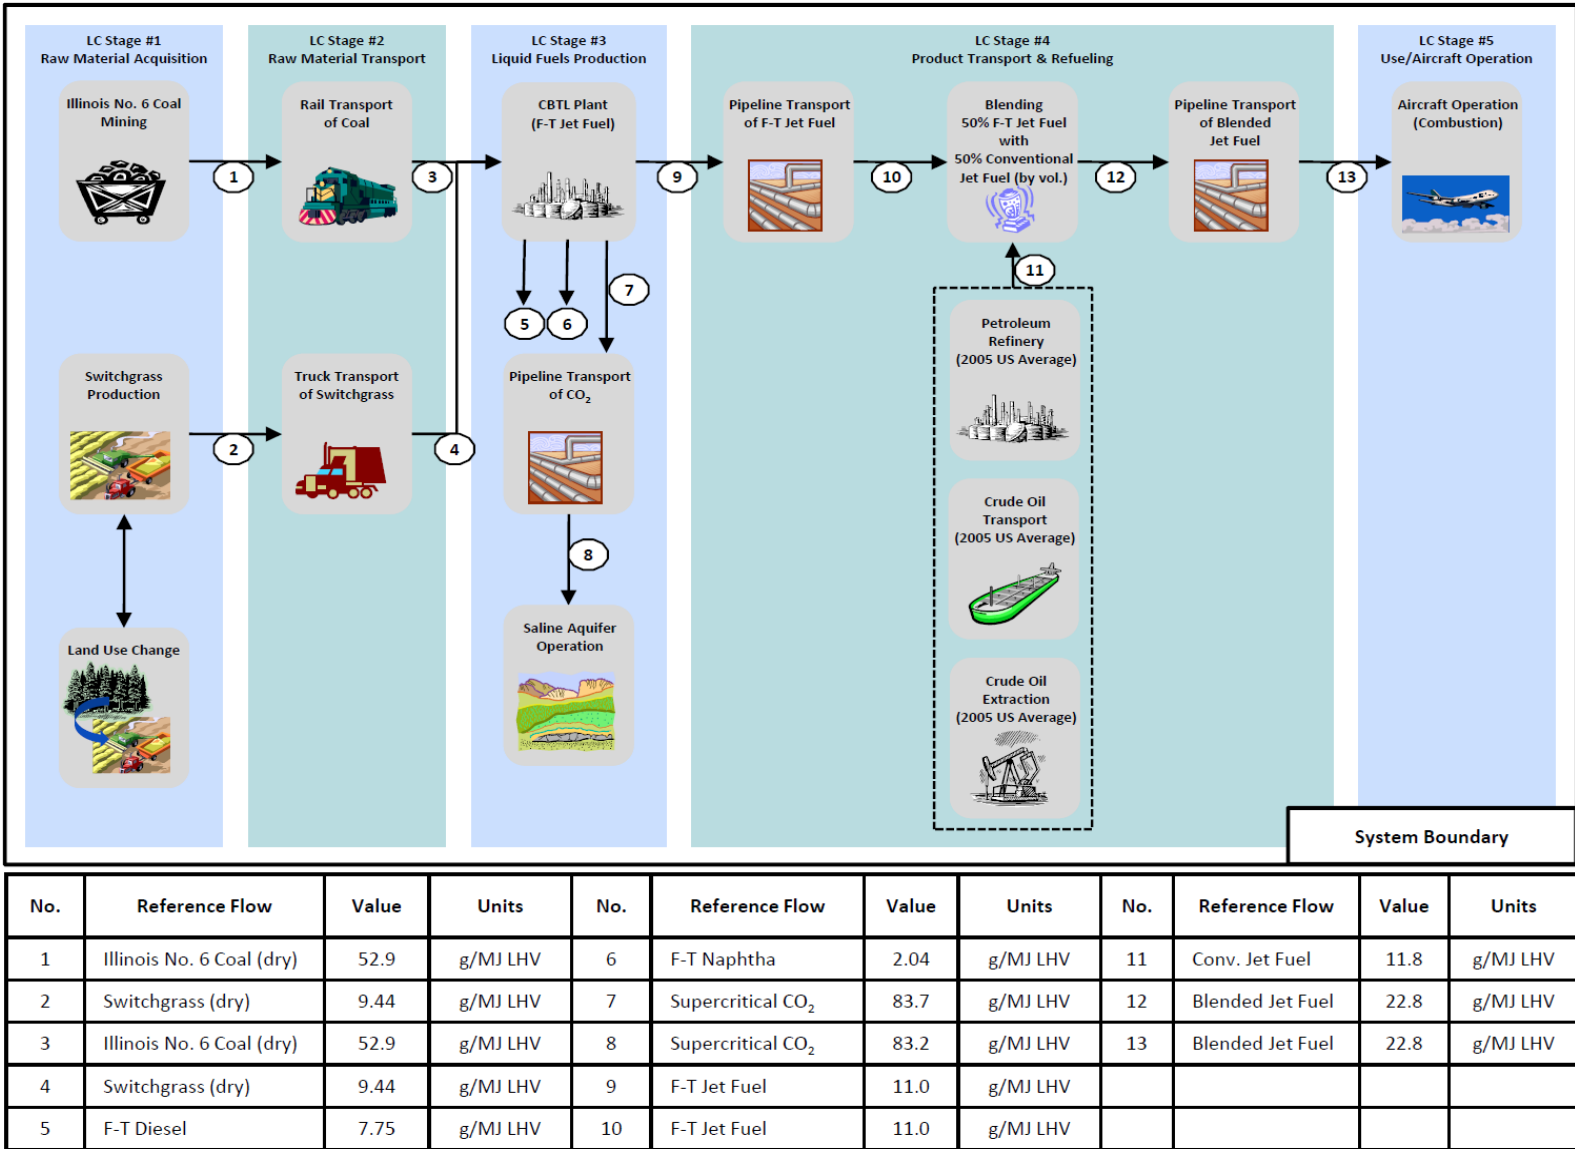 LC Stage #1
Raw Material Acquisition
LC Stage #2
Raw Material Transport
LC Stage #3
Liquid Fuels Production
LC Stage #4
Product Transport & Refueling
LC Stage #5
Use/Aircraft Operation
Illinois No. 6 Coal
Mining
1
Rail Transport
of Coal
3
CBTL Plant
(F-T Jet Fuel)
9
Pipeline Transport
of F-T Jet Fuel
10
Blending
50% F-T Jet Fuel
with
50% Conventional
Jet Fuel (by vol.)
12
Pipeline Transport
of Blended
Jet Fuel
13
Aircraft Operation
(Combustion)
11
5
6
7
Switchgrass
Production
2
Truck Transport
of Switchgrass
4
Pipeline Transport
of CO2
8
Petroleum
Refinery
(2005 US Average)
Crude Oil
Transport
(2005 US Average)
Land Use Change
Saline Aquifer
Operation
Crude Oil
Extraction
(2005 US Average)
System Boundary
No. Reference Flow Value Units No. Reference Flow Value Units No. Reference Flow Value Units
1 Illinois No. 6 Coal (dry) 52.9 g/MJ LHV 6 F-T Naphtha 2.04 g/MJ LHV 11 Conv. Jet Fuel 11.8 g/MJ LHV
2 Switchgrass (dry) 9.44 g/MJ LHV 7 Supercritical CO2 83.7 g/MJ LHV 12 Blended Jet Fuel 22.8 g/MJ LHV
3 Illinois No. 6 Coal (dry) 52.9 g/MJ LHV 8 Supercritical CO2 83.2 g/MJ LHV 13 Blended Jet Fuel 22.8 g/MJ LHV
4 Switchgrass (dry) 9.44 g/MJ LHV 9 F-T Jet Fuel 11.0 g/MJ LHV
5 F-T Diesel 7.75 g/MJ LHV 10 F-T Jet Fuel 11.0 g/MJ LHV